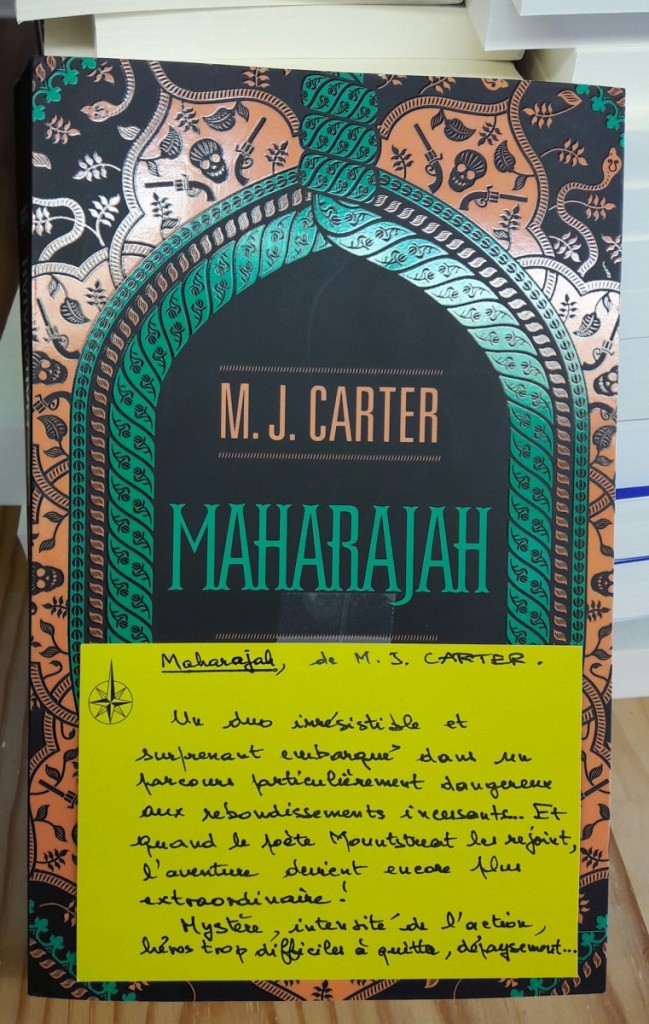 M. J. CARTER
MAHARAJAH
Maharajah, de M. J. CARTER.
Un duo irrésistible et
surprenant embarqué dans un
parcours particulièrement dangereux
aux rebondissements incessants... Et
quand le poète Mountstreat les rejoint,
l'aventure devient encore plus
extraordinaire !
Mystère, intensité de l'action,
héros trop difficiles à quitter, dépaysement...